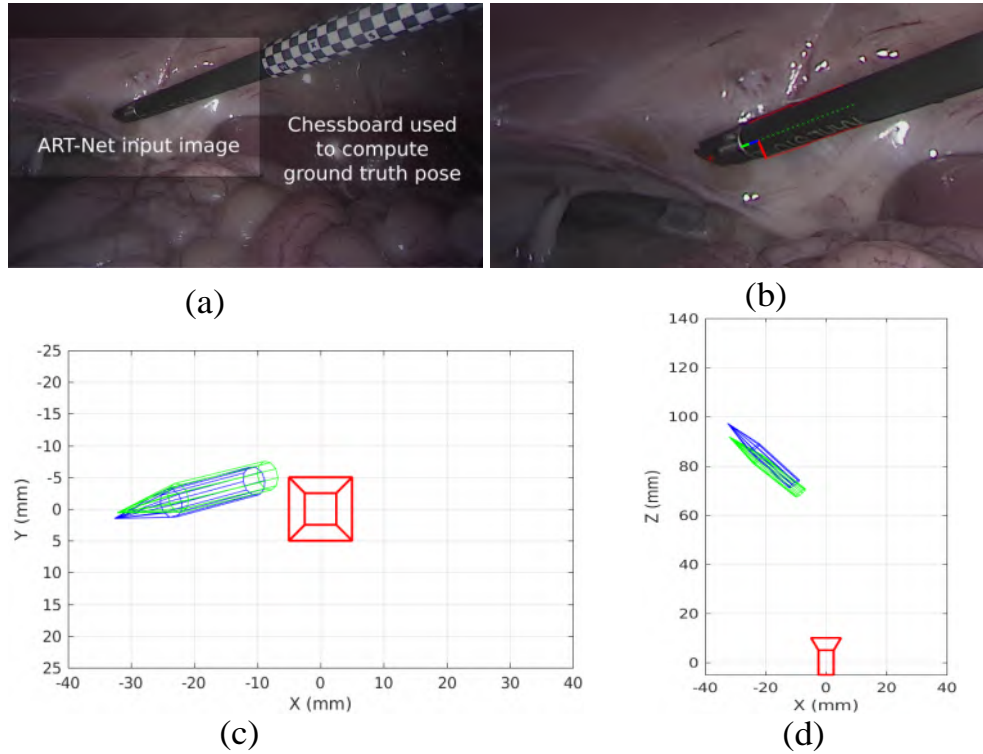 ART-Net input image
Chessboard used
to compute
ground truth pose
(a)
(b)
-25
-20
-15
-10
-5
0
5
10
15
20
25
-40
-30
-20
-10
0
10
20
30
40
Y (mm)
X (mm)
(c)
140
120
100
80
60
40
20
0
-40
-20
0
20
40
Z (mm)
X (mm)
(d)